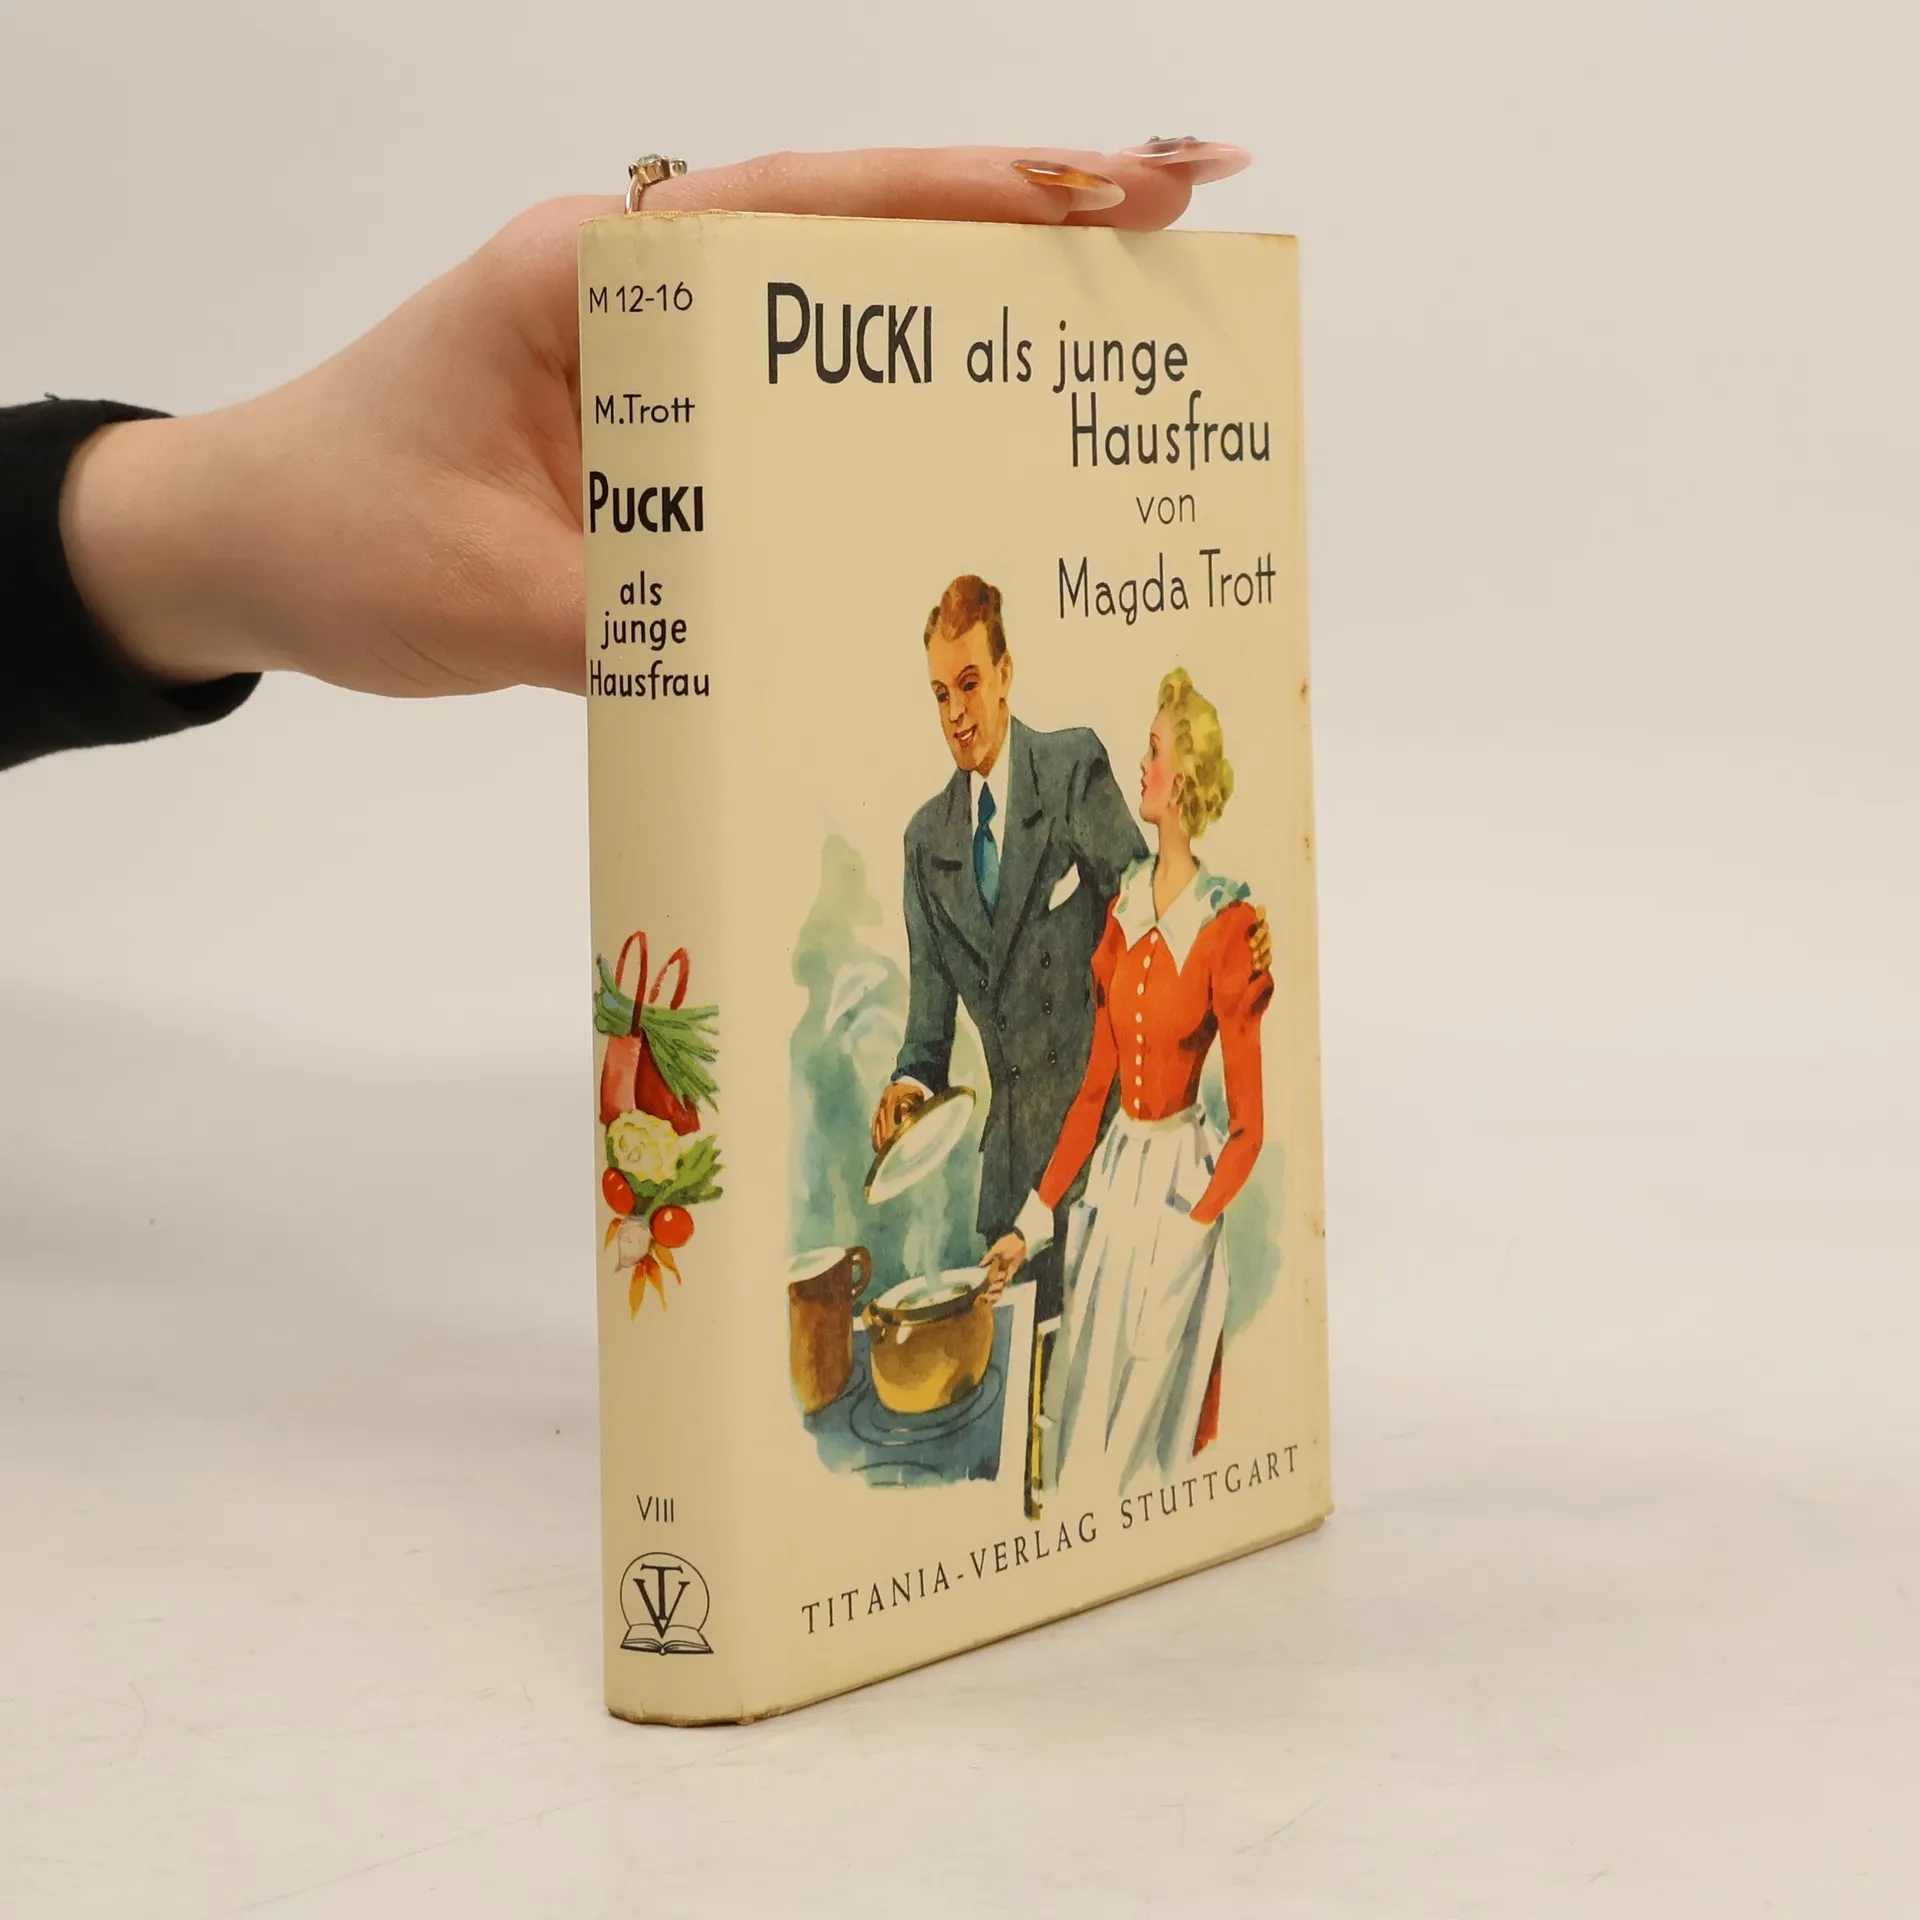 M 12-16
M. Trott
PUCKI
als
junge
Hausfrau
VIII
TV
PUCKI als junge
Hausfrau
von
Magda Trott
TITANIA-VERLAG STUTTGART